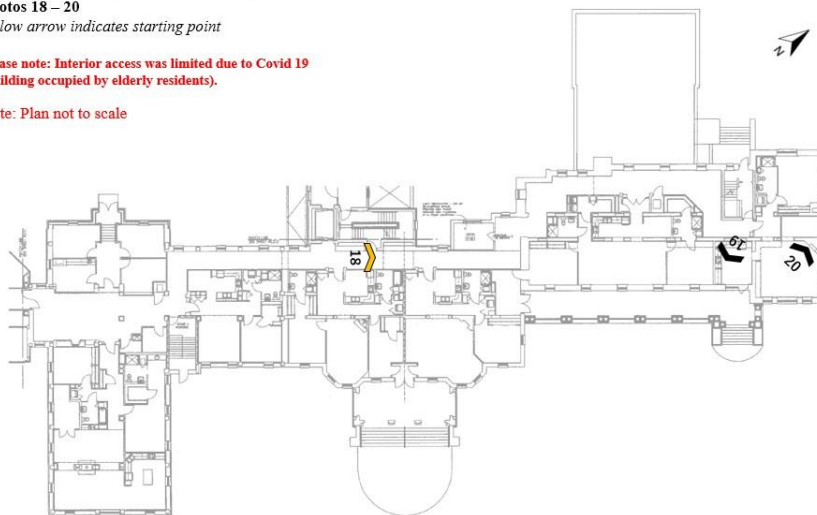 otos 18 – 20
low arrow indicates starting point
ase note: Interior access was limited due to Covid 19
ilding occupied by elderly residents).
te: Plan not to scale
N
18
19
20